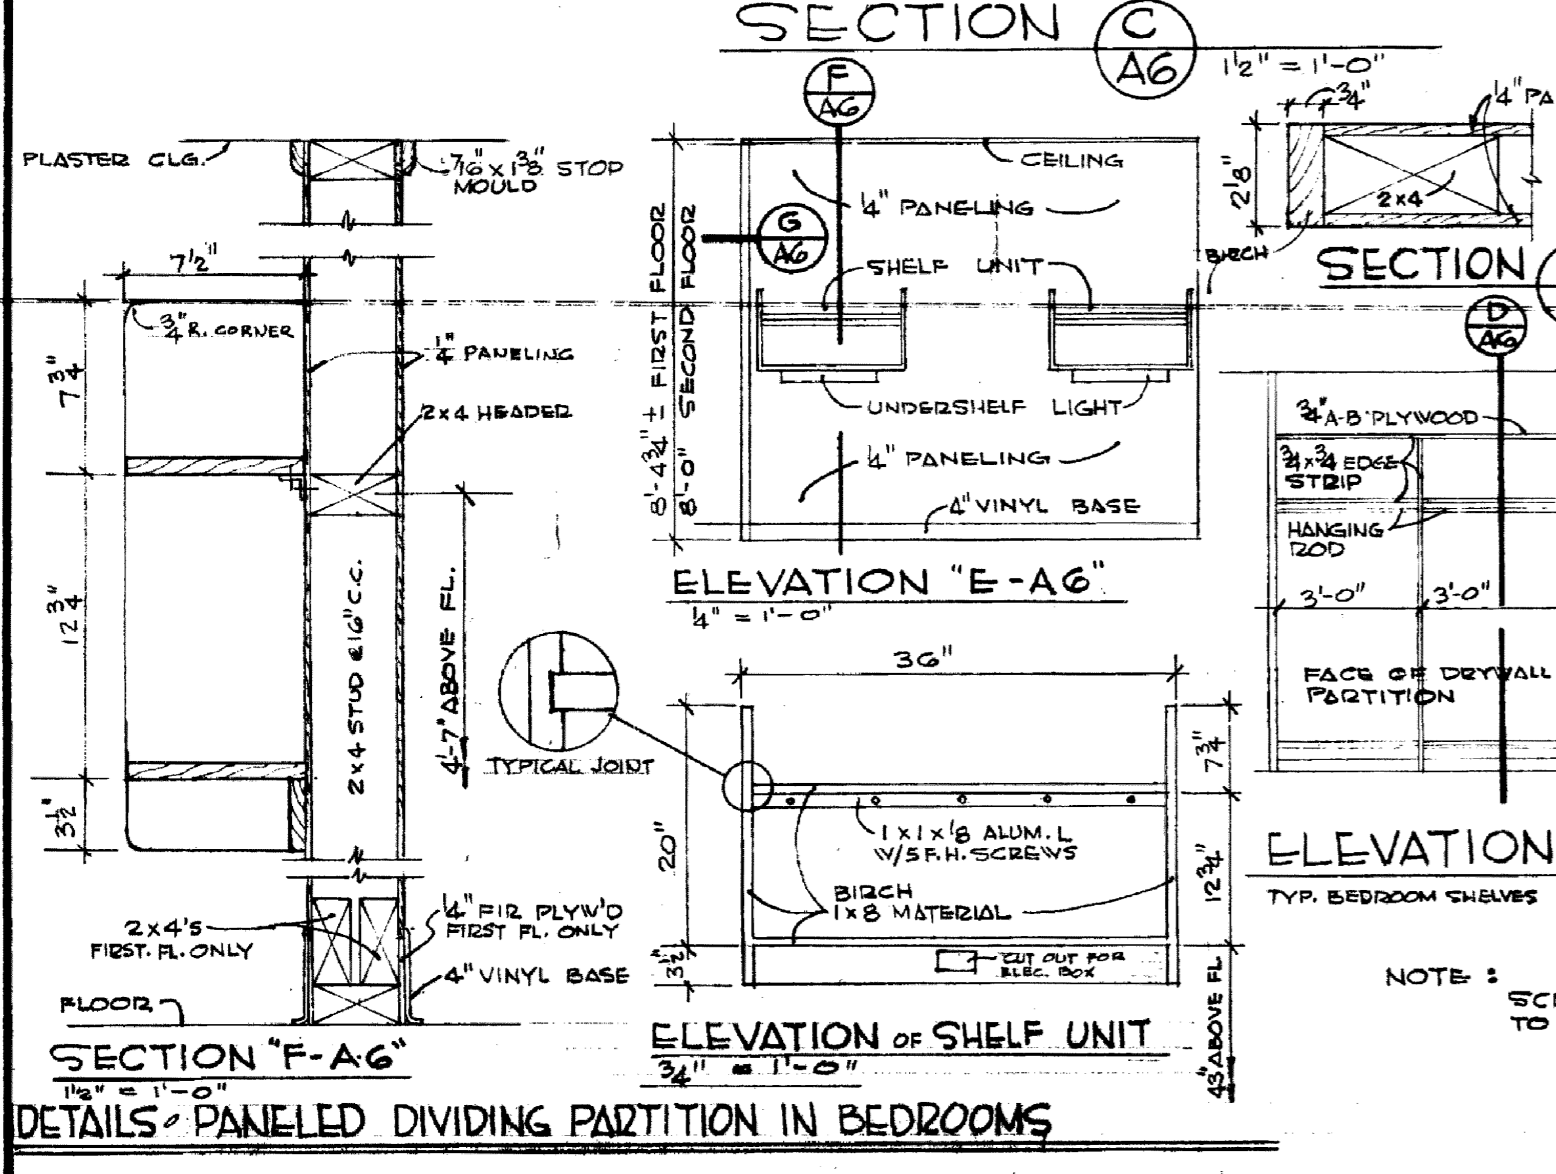 SECTION C
A6
1½" = 1'-0"
F
A6
PLASTER CLG.
7/16" x 1 3/8" STOP
MOULD
7½"
¾" R. CORNER
¼" PANELING
2x4 HEADER
7¾"
12¾"
3½"
2x4 STUD @16" C.C.
4'-7" ABOVE FL.
2x4'S
FIRST. FL. ONLY
¼" FIR PLYW'D
FIRST FL. ONLY
4" VINYL BASE
FLOOR
SECTION "F-A6"
1½" = 1'-0"
CEILING
¼" PANELING
G
A6
SHELF UNIT
UNDERSHELF LIGHT
¼" PANELING
4" VINYL BASE
8'-4¾" ± FIRST FLOOR
8'-0" SECOND FLOOR
ELEVATION "E-A6"
¼" = 1'-0"
TYPICAL JOINT
36"
20"
3½"
7¾"
12¾"
43" ABOVE FL
1 x 1 x ⅛ ALUM. L
W/5 F.H. SCREWS
BIRCH
1x8 MATERIAL
CUT OUT FOR
ELEC. BOX
ELEVATION OF SHELF UNIT
¾" = 1'-0"
¾"
¼" PA
2⅛"
2x4
BIRCH
SECTION
D
A6
¾" A-B PLYWOOD
¾x¾ EDGE
STRIP
HANGING
ROD
3'-0"
3'-0"
FACE OF DRYWALL
PARTITION
ELEVATION
TYP. BEDROOM SHELVES
NOTE :
TO
DETAILS · PANELED DIVIDING PARTITION IN BEDROOMS